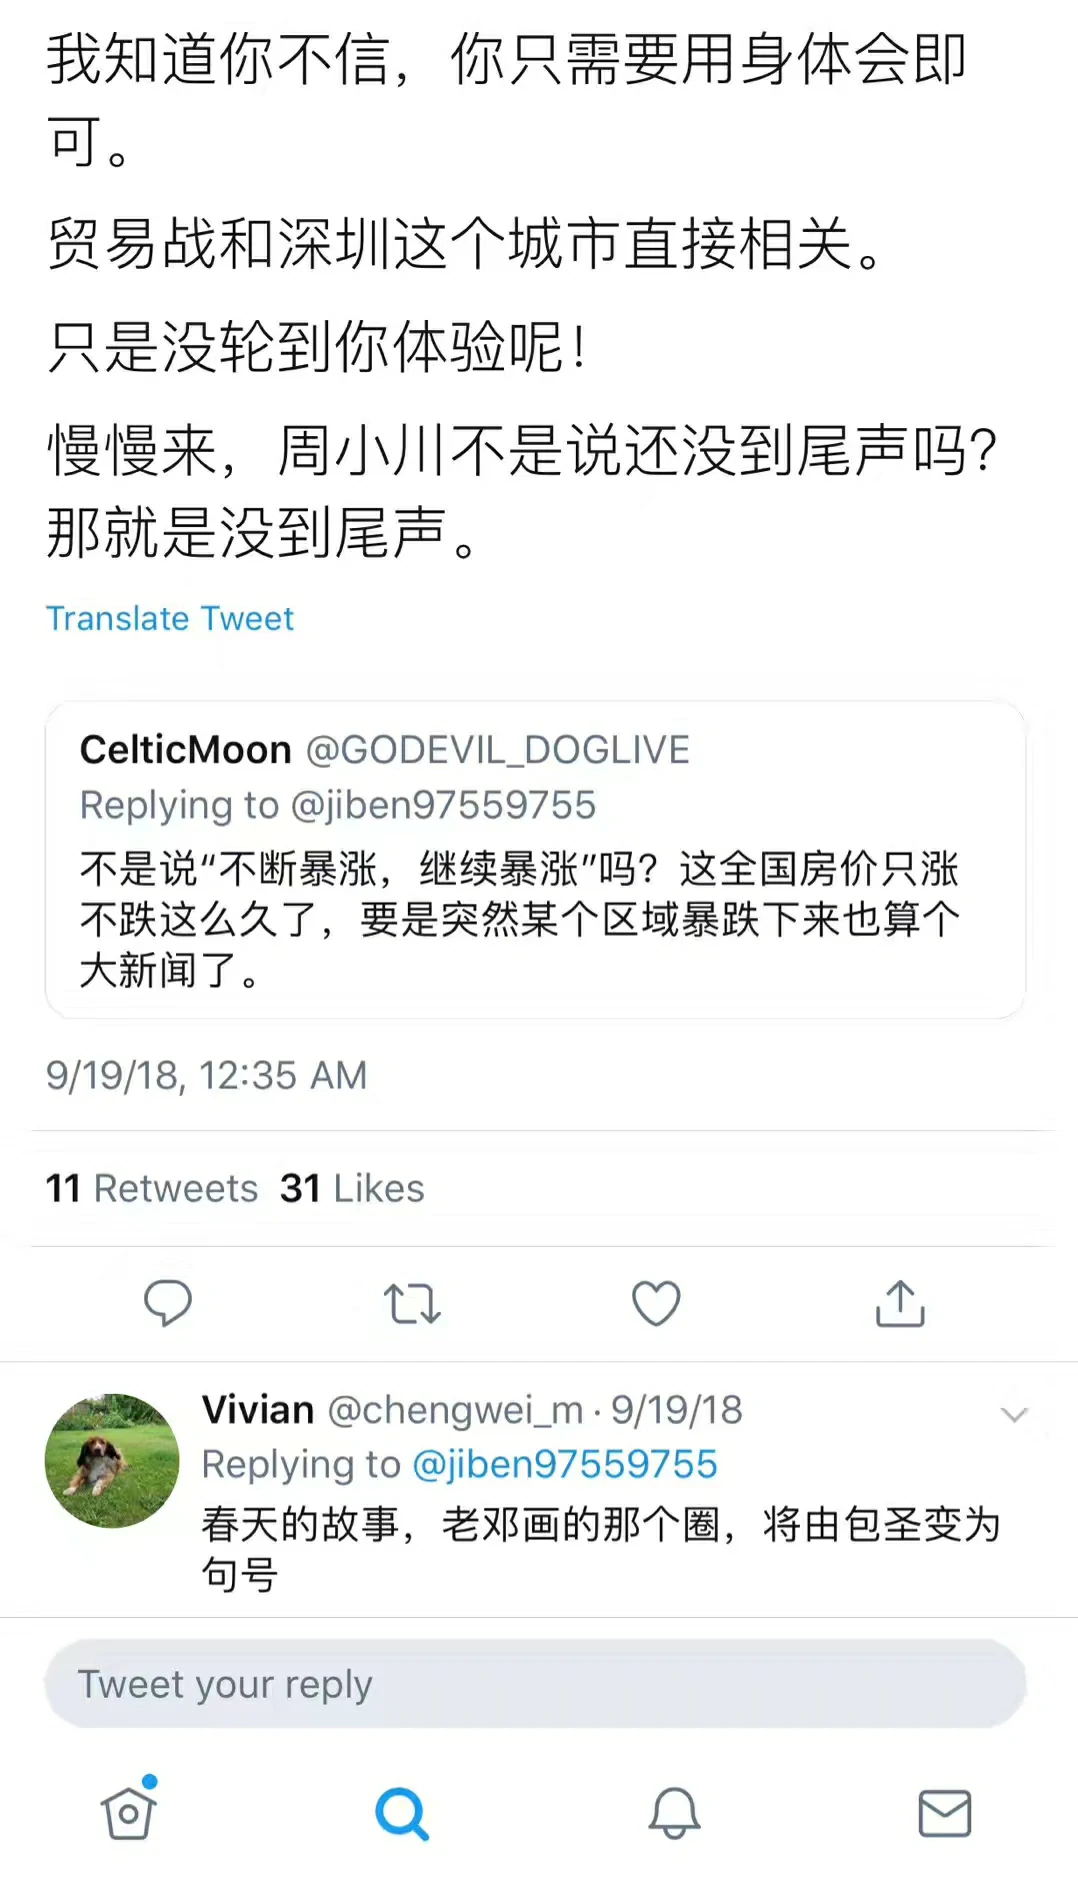 我知道你不信，你只需要用身体会即
可。
贸易战和深圳这个城市直接相关。
只是没轮到你体验呢！
慢慢来，周小川不是说还没到尾声吗？
那就是没到尾声。
Translate Tweet
CelticMoon @GODEVIL_DOGLIVE
Replying to @jiben97559755
不是说“不断暴涨，继续暴涨”吗？这全国房价只涨
不跌这么久了，要是突然某个区域暴跌下来也算个
大新闻了。
9/19/18, 12:35 AM
11 Retweets 31 Likes
Vivian @chengwei_m · 9/19/18
Replying to @jiben97559755
春天的故事，老邓画的那个圈，将由包圣变为
句号
Tweet your reply